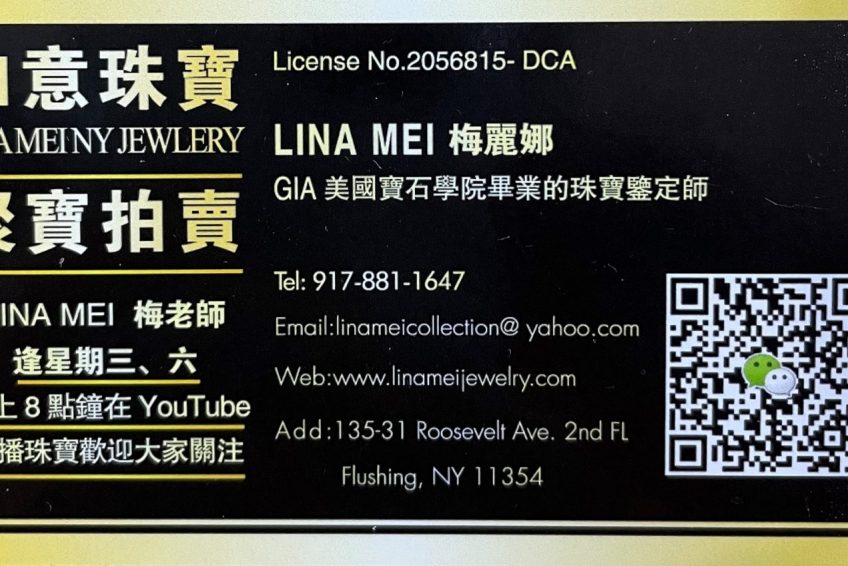 意珠寶
MEI NY JEWLERY
寶拍賣
INA MEI 梅老師
逢星期三、六
上8點鐘在 YouTube
播珠寶歡迎大家關注
License No.2056815- DCA
LINA MEI 梅麗娜
GIA 美國寶石學院畢業的珠寶鑒定師
Tel: 917-881-1647
Email:linameicollection@ yahoo.com
Web:www.linameijewelry.com
Add:135-31 Roosevelt Ave. 2nd FL
Flushing, NY 11354